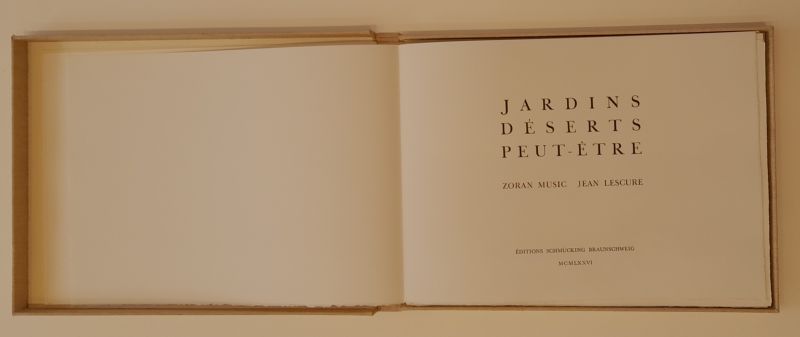 JARDINS
DÉSERTS
PEUT-ÊTRE
ZORAN MUSIC JEAN LESCURE
ÉDITIONS SCHMÜCKING BRAUNSCHWEIG
MCMLXXVI